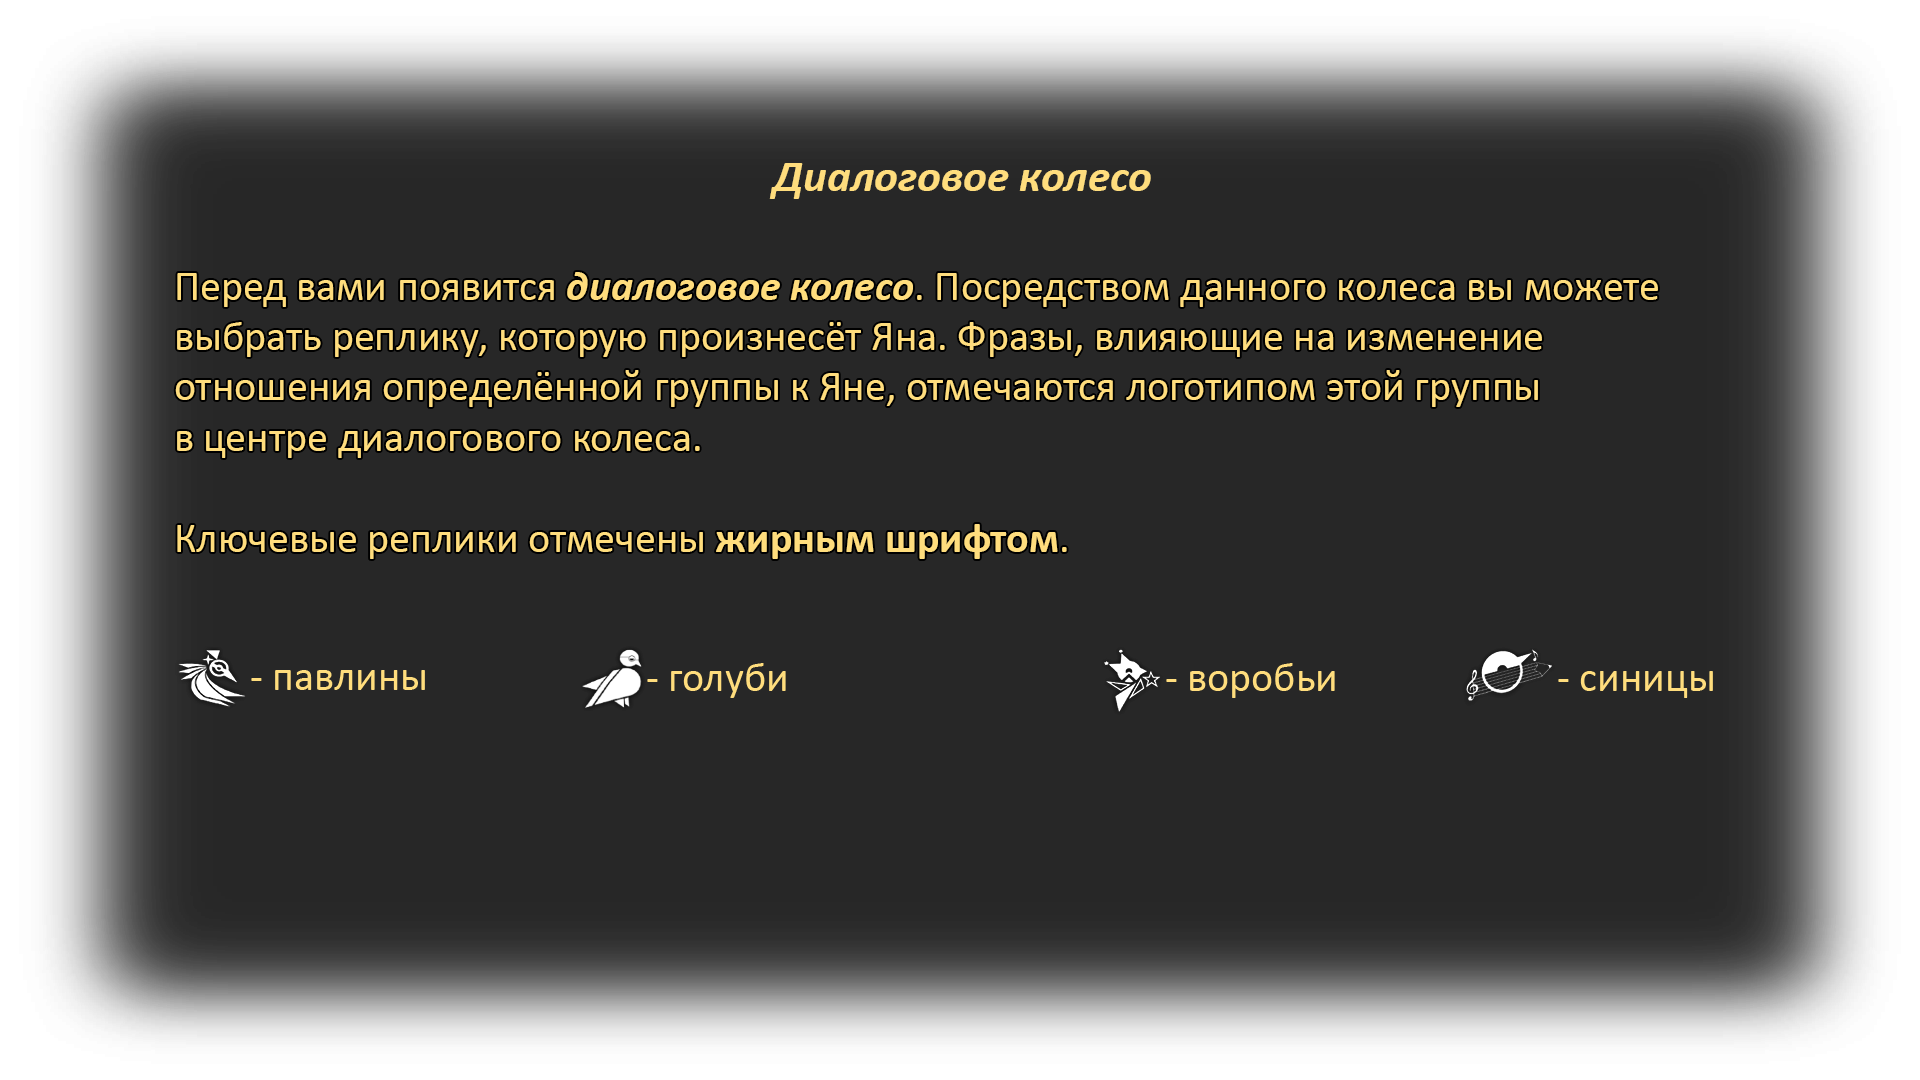 Диалоговое колесо
Перед вами появится диалоговое колесо. Посредством данного колеса вы можете
выбрать реплику, которую произнесёт Яна. Фразы, влияющие на изменение
отношения определённой группы к Яне, отмечаются логотипом этой группы
в центре диалогового колеса.
Ключевые реплики отмечены жирным шрифтом.
- павлины - голуби - воробьи - синицы